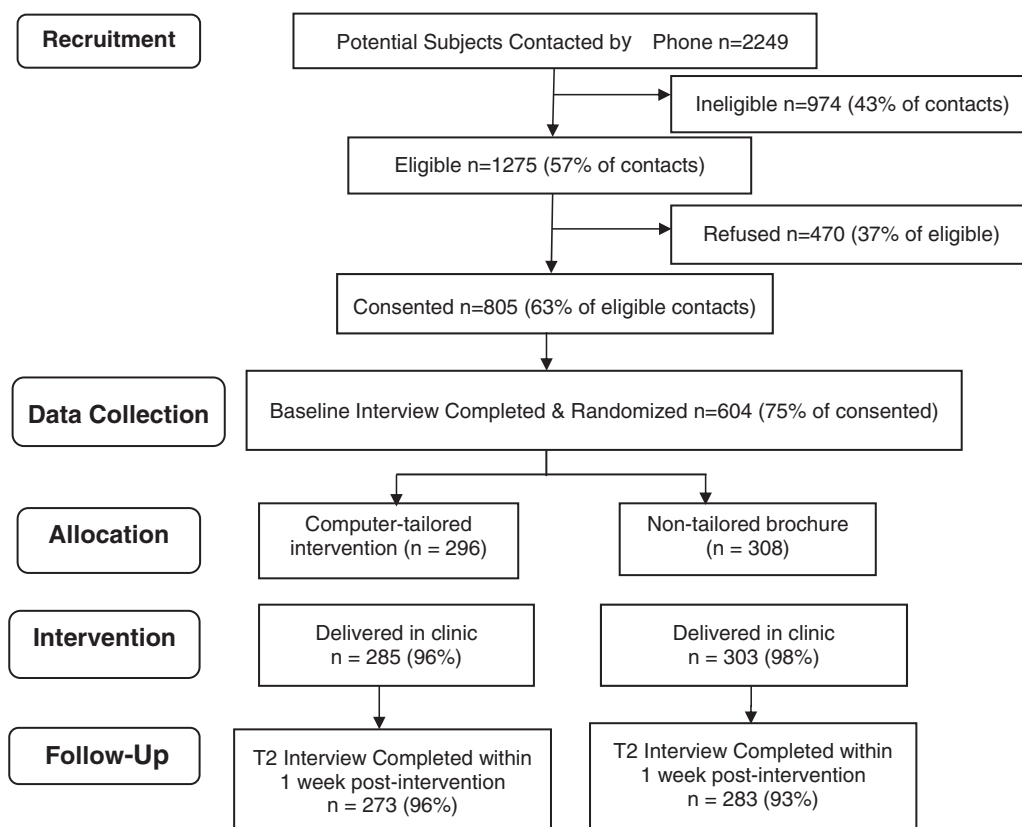 Recruitment
Potential Subjects Contacted by Phone n=2249
Ineligible n=974 (43% of contacts)
Eligible n=1275 (57% of contacts)
Refused n=470 (37% of eligible)
Consented n=805 (63% of eligible contacts)
Data Collection
Baseline Interview Completed & Randomized n=604 (75% of consented)
Allocation
Computer-tailored
intervention (n = 296)
Non-tailored brochure
(n = 308)
Intervention
Delivered in clinic
n = 285 (96%)
Delivered in clinic
n = 303 (98%)
Follow-Up
T2 Interview Completed within
1 week post-intervention
n = 273 (96%)
T2 Interview Completed within
1 week post-intervention
n = 283 (93%)